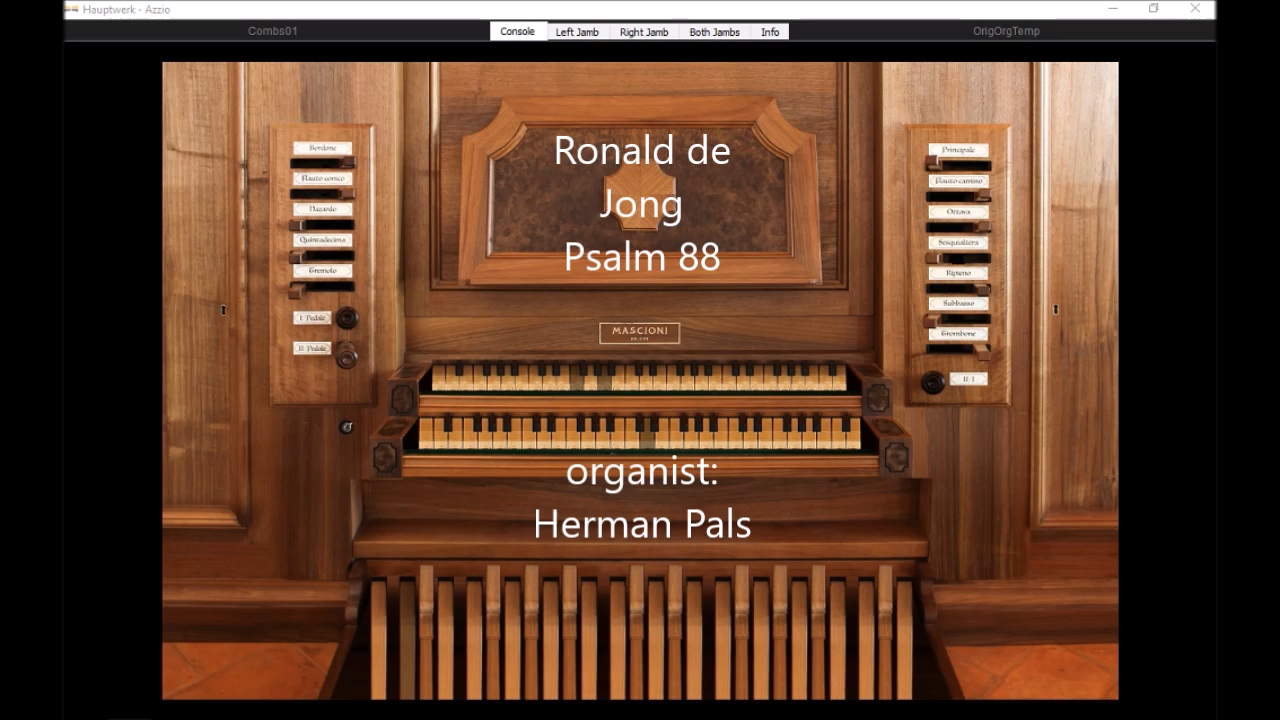 Hauptwerk - Azzio
Combs01
Console
Left Jamb
Right Jamb
Both Jambs
Info
OrigOrgTemp
Ronald de
Jong
Psalm 88
Bordone
Flauto conico
Nazardo
Quintadecima
Tremolo
I Pedale
II Pedale
Principale
Flauto camino
Ottava
Sesquialtera
Ripieno
Subbasso
Trombone
II-I
MASCIONI
organist:
Herman Pals